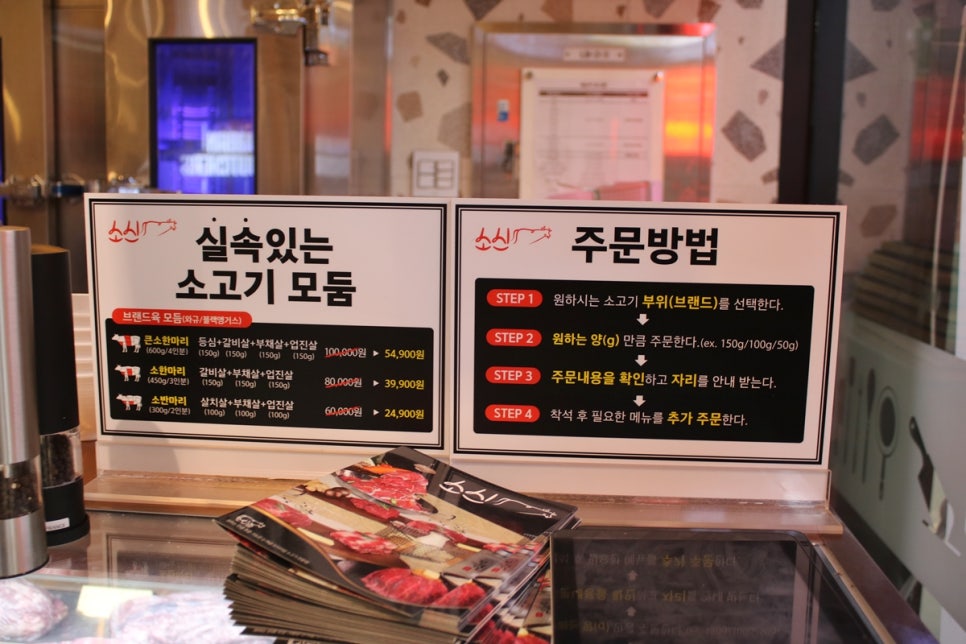 소신
실속있는
소고기 모둠
브랜드육 모둠(와규/블랙앵거스)
큰소한마리 등심+갈비살+부채살+업진살 100,000원 ▶ 54,900원
(600g/4인분) (150g) (150g) (150g) (150g)
소한마리 갈비살+부채살+업진살 80,000원 ▶ 39,900원
(450g/3인분) (150g) (150g) (150g)
소반마리 살치살+부채살+업진살 60,000원 ▶ 24,900원
(300g/2인분) (100g) (100g) (100g)
소신
주문방법
STEP 1 원하시는 소고기 부위(브랜드)를 선택한다.
STEP 2 원하는 양(g) 만큼 주문한다.(ex. 150g/100g/50g)
STEP 3 주문내용을 확인하고 자리를 안내 받는다.
STEP 4 착석 후 필요한 메뉴를 추가 주문한다.
소신